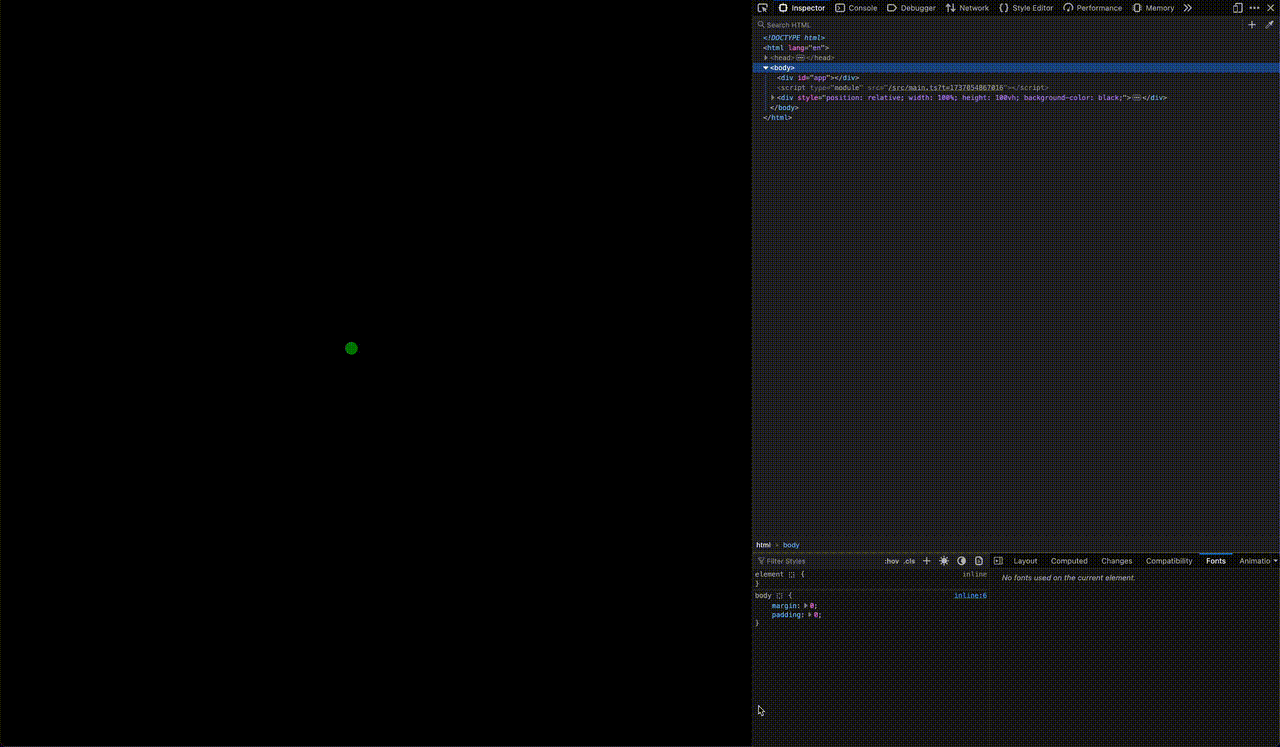 Inspector Console Debugger Network Style Editor Performance Memory
Search HTML
<!DOCTYPE html>
<html lang="en">
<head></head>
<body>
<div id="app"></div>
<script type="module" src="/src/main.ts?t=1737054867016"></script>
<div style="position: relative; width: 100%; height: 100vh; background-color: black;"></div>
</body>
</html>
html > body
Filter Styles :hov .cls
Layout Computed Changes Compatibility Fonts Animatio
element { inline
}
body { inline:6
margin: 0;
padding: 0;
}
No fonts used on the current element.